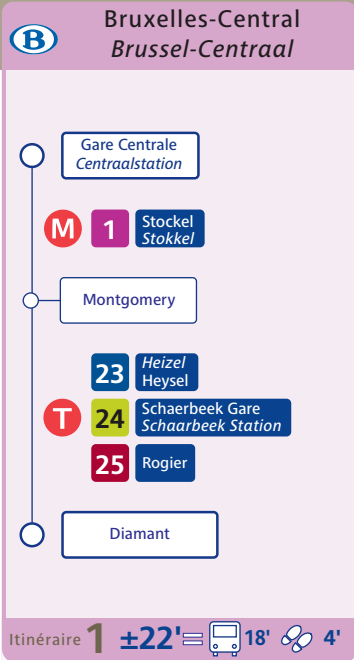 B
Bruxelles-Central
Brussel-Centraal
Gare Centrale
Centraalstation
M 1 Stockel
Stokkel
Montgomery
23 Heizel
Heysel
T 24 Schaerbeek Gare
Schaarbeek Station
25 Rogier
Diamant
Itinéraire 1 ±22'= 18' 4'